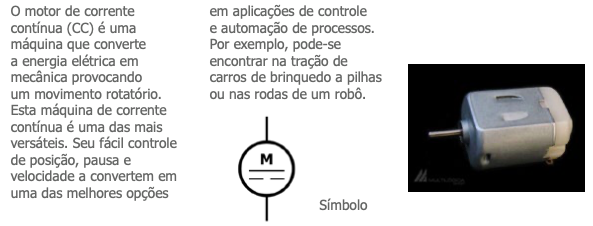 O motor de corrente
contínua (CC) é uma
máquina que converte
a energia elétrica em
mecânica provocando
um movimento rotatório.
Esta máquina de corrente
contínua é uma das mais
versáteis. Seu fácil controle
de posição, pausa e
velocidade a convertem em
uma das melhores opções
em aplicações de controle
e automação de processos.
Por exemplo, pode-se
encontrar na tração de
carros de brinquedo a pilhas
ou nas rodas de um robô.
M
Símbolo